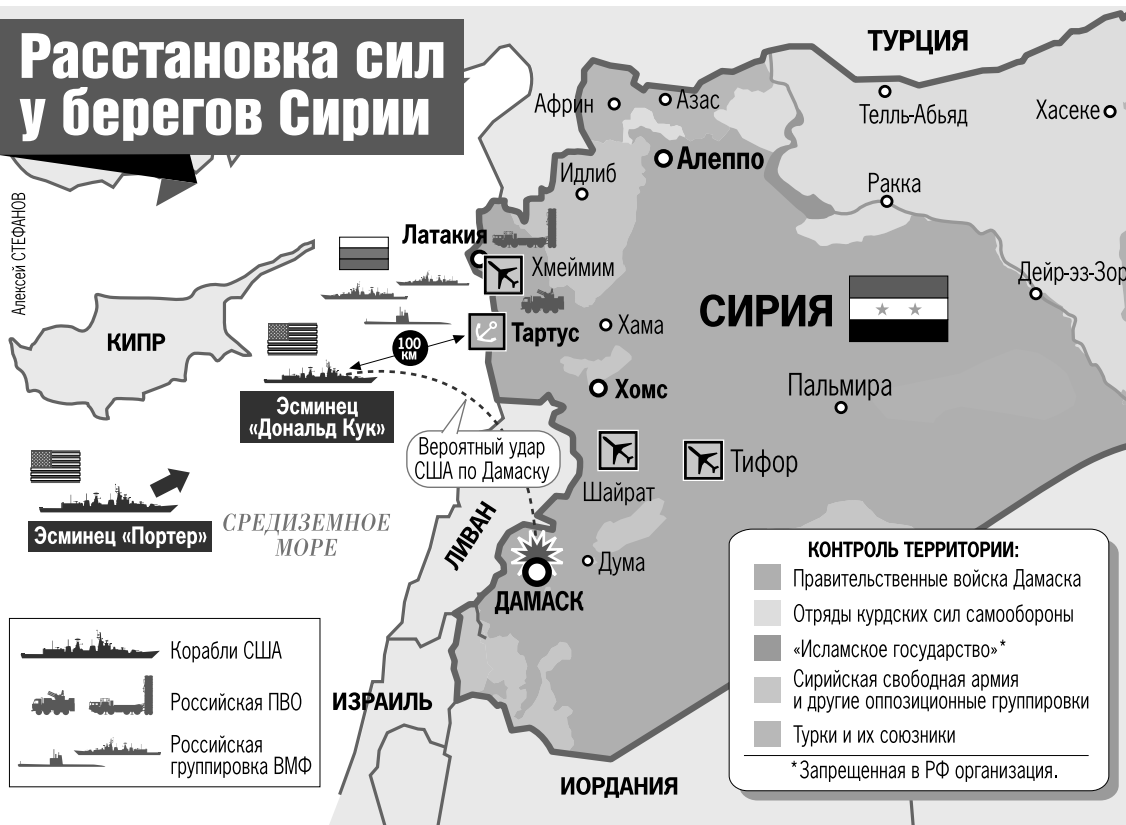 Расстановка сил
у берегов Сирии
Алексей СТЕФАНОВ
ТУРЦИЯ
Африн
Азас
Телль-Абьяд
Хасеке
Алеппо
Идлиб
Ракка
Латакия
Хмеймим
Дейр-эз-Зор
СИРИЯ
КИПР
Тартус
Хама
100
КМ
Эсминец
«Дональд Кук»
Хомс
Пальмира
Вероятный удар
США по Дамаску
Шайрат
Тифор
Эсминец «Портер»
СРЕДИЗЕМНОЕ
МОРЕ
ЛИВАН
Дума
ДАМАСК
ИЗРАИЛЬ
ИОРДАНИЯ
Корабли США
Российская ПВО
Российская
группировка ВМФ
КОНТРОЛЬ ТЕРРИТОРИИ:
Правительственные войска Дамаска
Отряды курдских сил самообороны
«Исламское государство»*
Сирийская свободная армия
и другие оппозиционные группировки
Турки и их союзники
*Запрещенная в РФ организация.